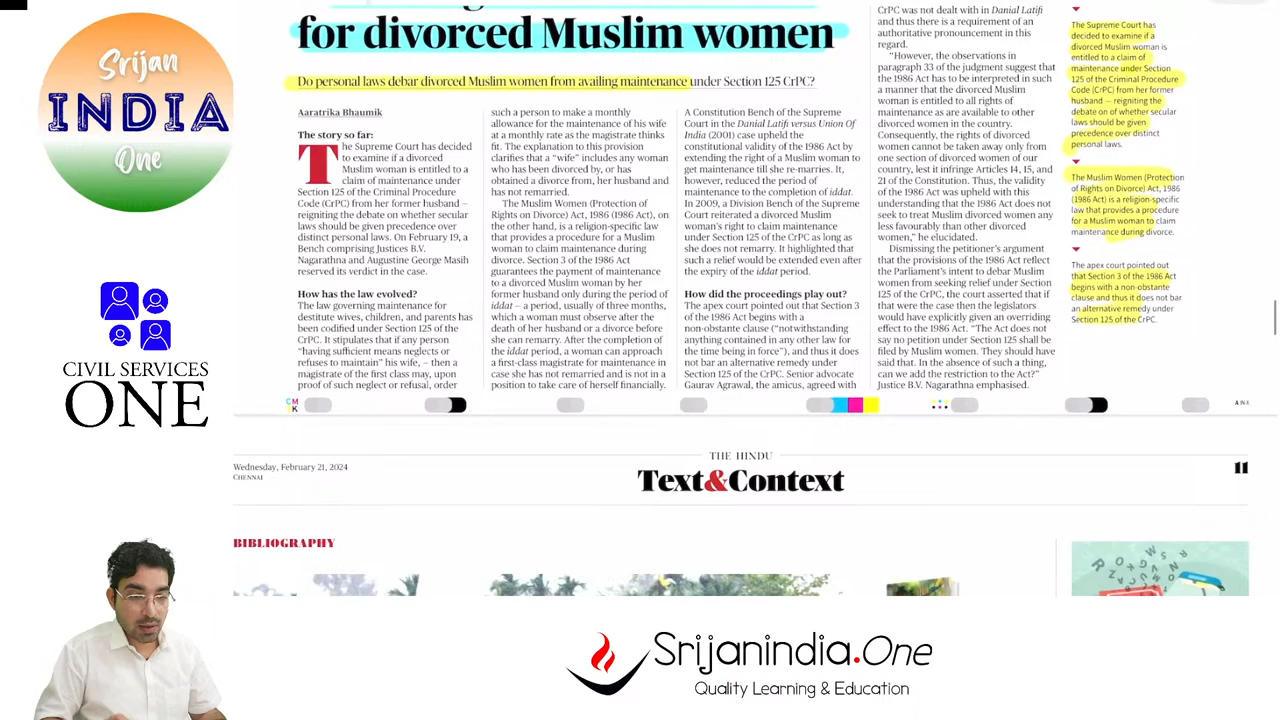 Srijan
INDIA
One
CIVIL SERVICES
ONE
for divorced Muslim women
Do personal laws debar divorced Muslim women from availing maintenance under Section 125 CrPC?
Aaratrika Bhaumik
The story so far:
The Supreme Court has decided
to examine if a divorced
Muslim woman is entitled to a
claim of maintenance under
Section 125 of the Criminal Procedure
Code (CrPC) from her former husband –
reigniting the debate on whether secular
laws should be given precedence over
distinct personal laws. On February 19, a
Bench comprising Justices B.V.
Nagarathna and Augustine George Masih
reserved its verdict in the case.
How has the law evolved?
The law governing maintenance for
destitute wives, children, and parents has
been codified under Section 125 of the
CrPC. It stipulates that if any person
“having sufficient means neglects or
refuses to maintain” his wife, – then a
magistrate of the first class may, upon
proof of such neglect or refusal, order
such a person to make a monthly
allowance for the maintenance of his wife
at a monthly rate as the magistrate thinks
fit. The explanation to this provision
clarifies that a “wife” includes any woman
who has been divorced by, or has
obtained a divorce from, her husband and
has not remarried.
The Muslim Women (Protection of
Rights on Divorce) Act, 1986 (1986 Act), on
the other hand, is a religion-specific law
that provides a procedure for a Muslim
woman to claim maintenance during
divorce. Section 3 of the 1986 Act
guarantees the payment of maintenance
to a divorced Muslim woman by her
former husband only during the period of
iddat – a period, usually of three months,
which a woman must observe after the
death of her husband or a divorce before
she can remarry. After the completion of
the iddat period, a woman can approach
a first-class magistrate for maintenance in
case she has not remarried and is not in a
position to take care of herself financially.
A Constitution Bench of the Supreme
Court in the Danial Latifi versus Union Of
India (2001) case upheld the
constitutional validity of the 1986 Act by
extending the right of a Muslim woman to
get maintenance till she re-marries. It,
however, reduced the period of
maintenance to the completion of iddat.
In 2009, a Division Bench of the Supreme
Court reiterated a divorced Muslim
woman’s right to claim maintenance
under Section 125 of the CrPC as long as
she does not remarry. It highlighted that
such a relief would be extended even after
the expiry of the iddat period.
How did the proceedings play out?
The apex court pointed out that Section 3
of the 1986 Act begins with a
non-obstante clause (“notwithstanding
anything contained in any other law for
the time being in force”), and thus it does
not bar an alternative remedy under
Section 125 of the CrPC. Senior advocate
Gaurav Agrawal, the amicus, agreed with
CrPC was not dealt with in Danial Latifi
and thus there is a requirement of an
authoritative pronouncement in this
regard.
“However, the observations in
paragraph 33 of the judgment suggest that
the 1986 Act has to be interpreted in such
a manner that the divorced Muslim
woman is entitled to all rights of
maintenance as are available to other
divorced women in the country.
Consequently, the rights of divorced
women cannot be taken away only from
one section of divorced women of our
country, lest it infringe Articles 14, 15, and
21 of the Constitution. Thus, the validity
of the 1986 Act was upheld with this
understanding that the 1986 Act does not
seek to treat Muslim divorced women any
less favourably than other divorced
women,” he elucidated.
Dismissing the petitioner’s argument
that the provisions of the 1986 Act reflect
the Parliament’s intent to debar Muslim
women from seeking relief under Section
125 of the CrPC, the court asserted that if
that were the case then the legislators
would have explicitly given an overriding
effect to the 1986 Act. “The Act does not
say no petition under Section 125 shall be
filed by Muslim women. They should have
said that. In the absence of such a thing,
can we add the restriction to the Act?”
Justice B.V. Nagarathna emphasised.
The Supreme Court has
decided to examine if a
divorced Muslim woman is
entitled to a claim of
maintenance under Section
125 of the Criminal Procedure
Code (CrPC) from her former
husband — reigniting the
debate on of whether secular
laws should be given
precedence over distinct
personal laws.
The Muslim Women (Protection
of Rights on Divorce) Act, 1986
(1986 Act) is a religion-specific
law that provides a procedure
for a Muslim woman to claim
maintenance during divorce.
The apex court pointed out
that Section 3 of the 1986 Act
begins with a non-obstante
clause and thus it does not bar
an alternative remedy under
Section 125 of the CrPC.
CM
YK
A IN-X
Wednesday, February 21, 2024
CHENNAI
THE HINDU
Text&Context
11
BIBLIOGRAPHY
Srijanindia.One
Quality Learning & Education